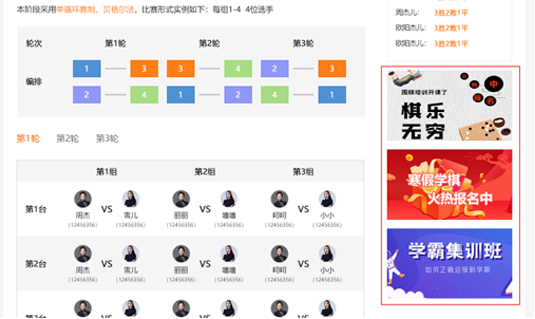 本阶段采用单循环赛制，贝格尔法，比赛形式实例如下：每组1-4 4位选手
轮次 第1轮 第2轮 第3轮
编排
1 3 3 4 2 3
2 4 1 2 4 1
第1轮 第2轮 第3轮
第1组 第2组 第3组
第1台
VS VS VS
周杰 雪儿 丽丽 嘻嘻 呵呵 小小
(12456356) (12456356) (12456356) (12456356) (12456356) (12456356)
第2台
VS VS VS
周杰 雪儿 丽丽 嘻嘻 呵呵 小小
(12456356) (12456356) (12456356) (12456356) (12456356) (12456356)
VS VS VS
周杰儿: 3胜2败1平
欧阳杰儿: 3胜2败1平
欧阳杰儿: 3胜2败1平
围棋培训开课了
棋乐
无穷
寒假学棋
火热报名中
学霸集训班
如何正确迎接新学期